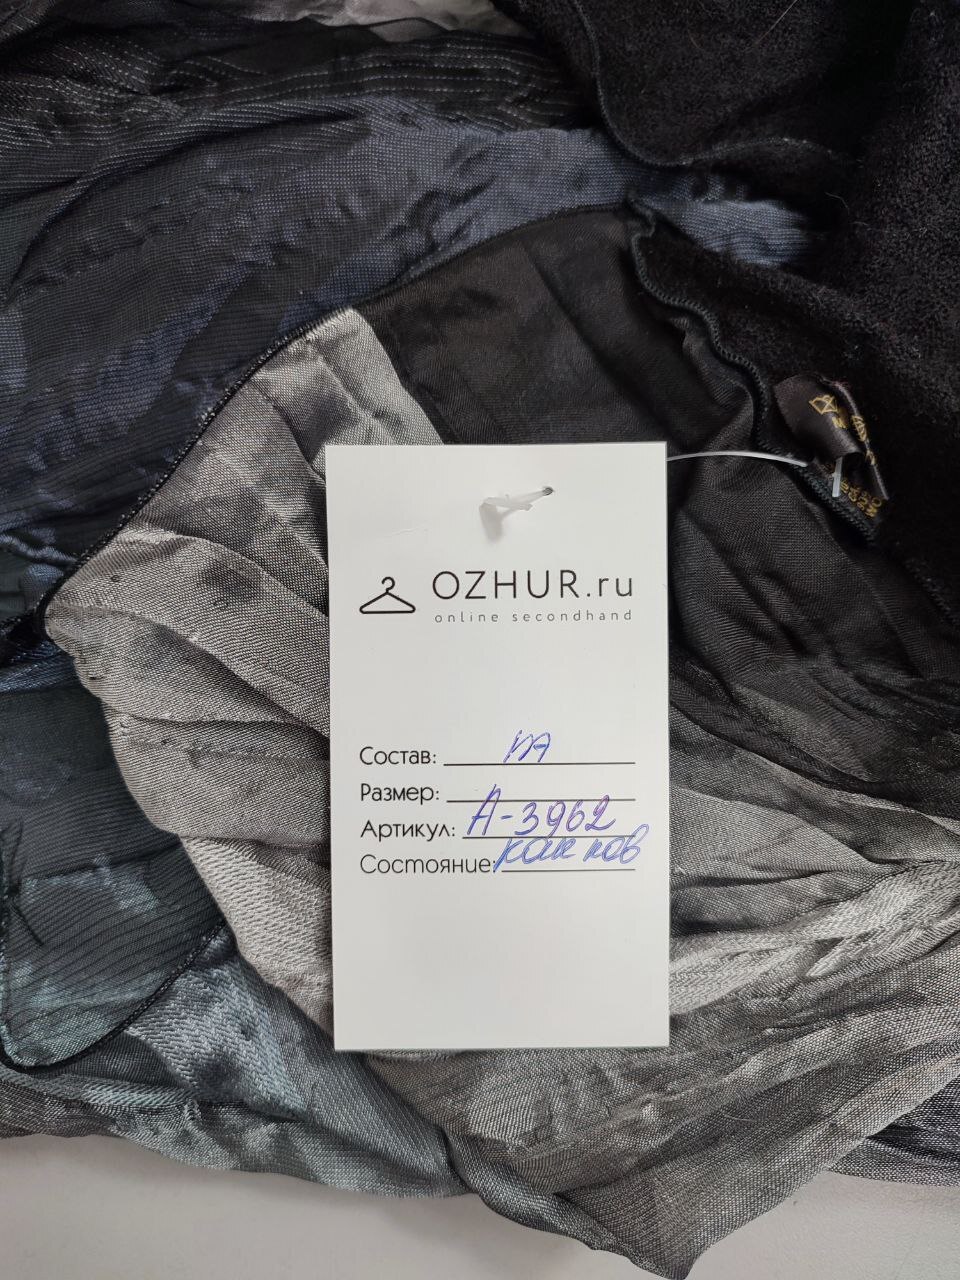 OZHUR.ru
online secondhand
Состав:
Размер:
Артикул: А-3962
Состояние: как нов